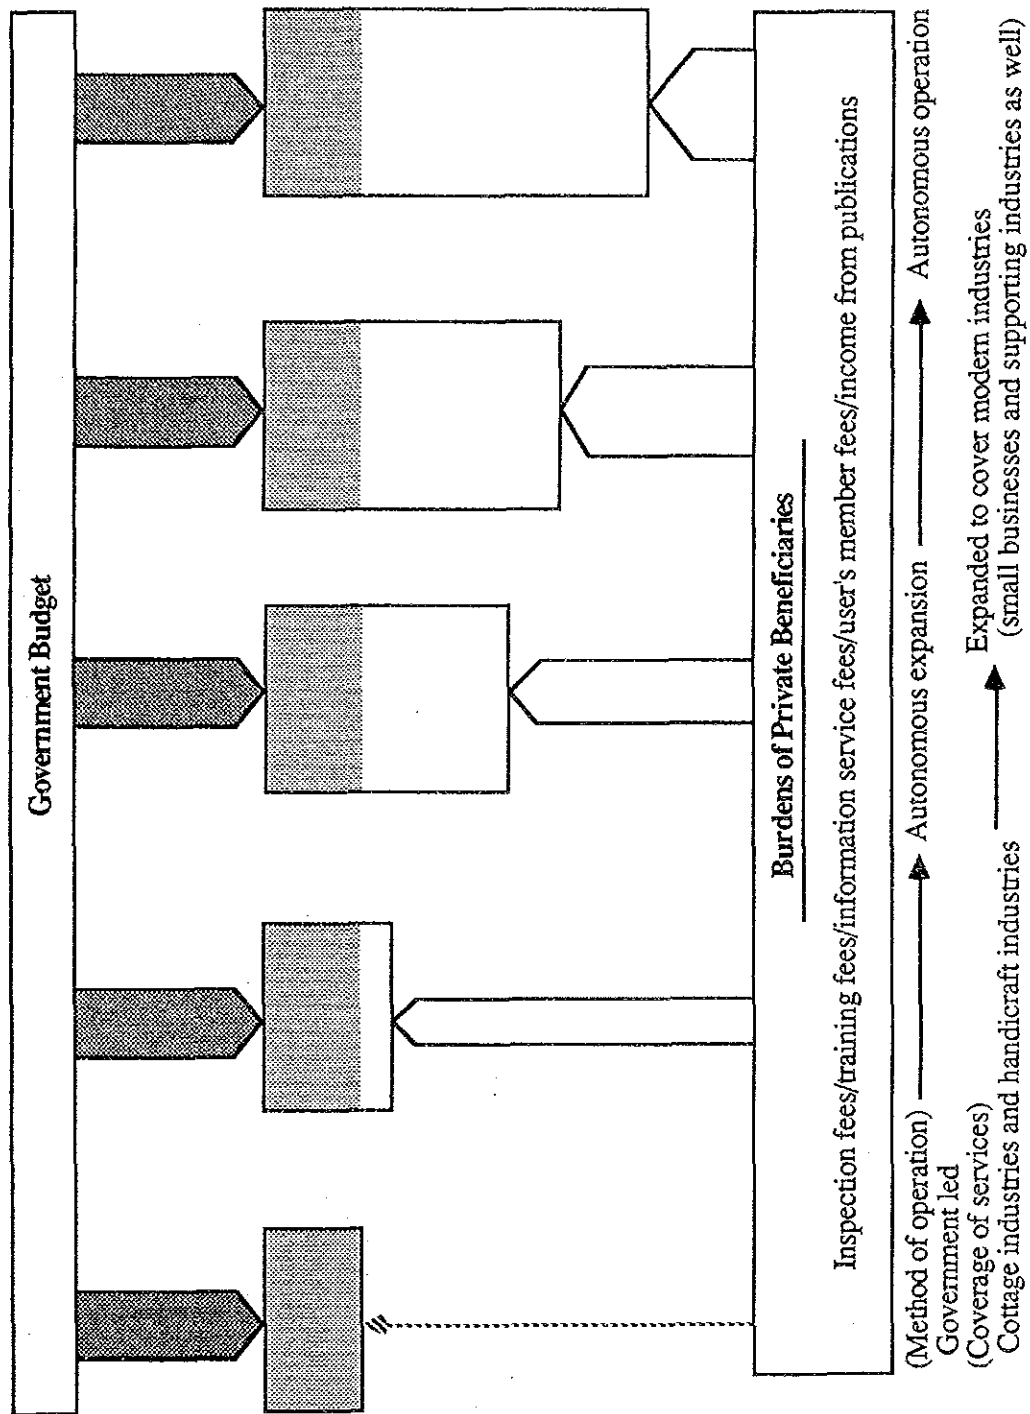 Government Budget
Burdens of Private Beneficiaries
Inspection fees/training fees/information service fees/user's member fees/income from publications
(Method of operation)
Government led
Autonomous expansion
Autonomous operation
(Coverage of services)
Cottage industries and handicraft industries
Expanded to cover modern industries
(small businesses and supporting industries as well)